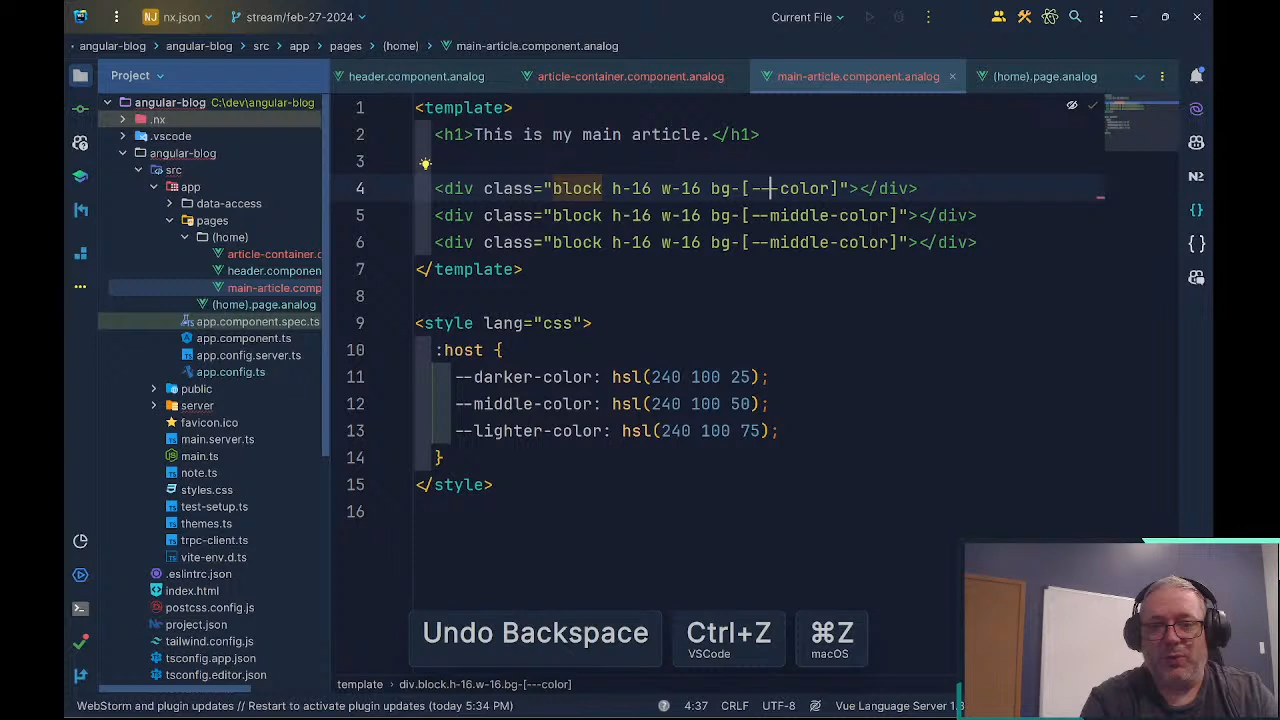 nx.json
stream/feb-27-2024
Current File
angular-blog
angular-blog
src
app
pages
(home)
main-article.component.analog
Project
header.component.analog
article-container.component.analog
main-article.component.analog
(home).page.analog
angular-blog C:\dev\angular-blog
.nx
.vscode
angular-blog
src
app
data-access
pages
(home)
article-container.c
header.component
main-article.comp
(home).page.analog
app.component.spec.ts
app.component.ts
app.config.server.ts
app.config.ts
public
server
favicon.ico
main.server.ts
main.ts
note.ts
styles.css
test-setup.ts
themes.ts
trpc-client.ts
vite-env.d.ts
.eslintrc.json
index.html
postcss.config.js
project.json
tailwind.config.js
tsconfig.app.json
tsconfig.editor.json
1 <template>
2 <h1>This is my main article.</h1>
3
4 <div class="block h-16 w-16 bg-[---color]"></div>
5 <div class="block h-16 w-16 bg-[--middle-color]"></div>
6 <div class="block h-16 w-16 bg-[--middle-color]"></div>
7 </template>
8
9 <style lang="css">
10 :host {
11 --darker-color: hsl(240 100 25);
12 --middle-color: hsl(240 100 50);
13 --lighter-color: hsl(240 100 75);
14 }
15 </style>
16
N2
Undo Backspace
Ctrl+Z
VSCode
⌘Z
macOS
template
div.block.h-16.w-16.bg-[---color]
WebStorm and plugin updates // Restart to activate plugin updates (today 5:34 PM)
4:37
CRLF
UTF-8
Vue Language Server 1.8